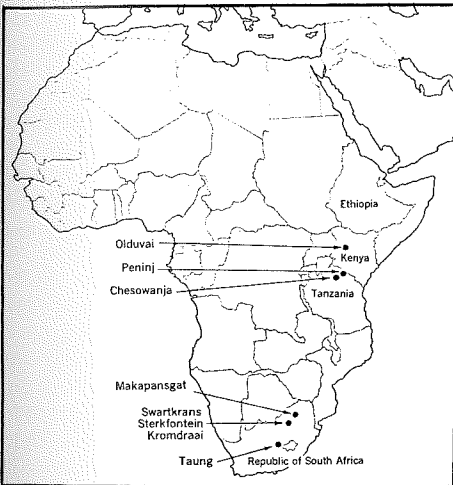 Ethiopia
Olduvai
Kenya
Peninj
Chesowanja
Tanzania
Makapansgat
Swartkrans
Sterkfontein
Kromdraai
Taung
Republic of South Africa